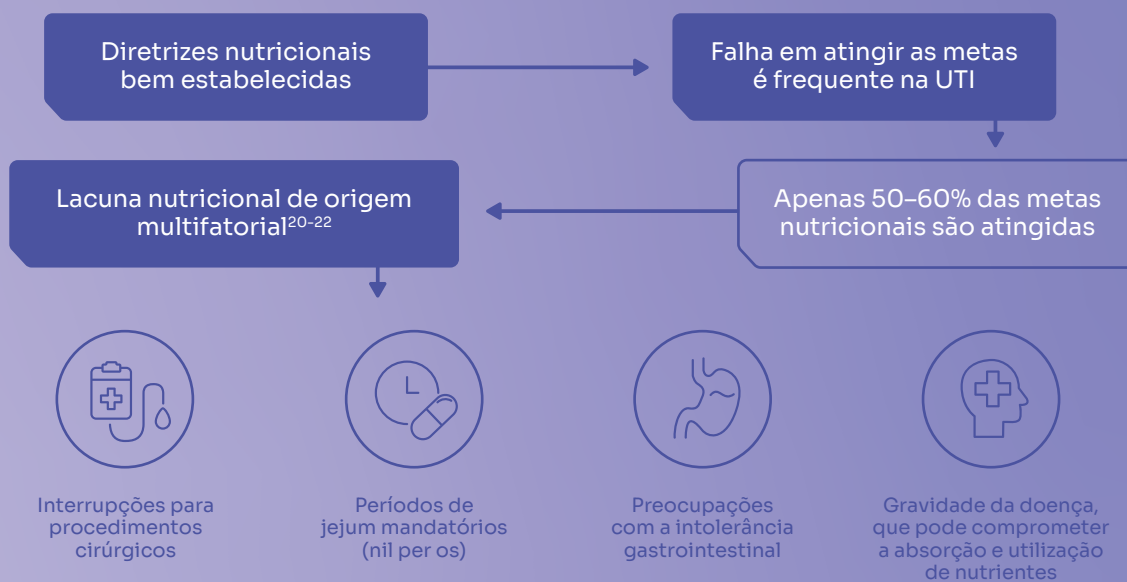 Diretrizes nutricionais
bem estabelecidas
Falha em atingir as metas
é frequente na UTI
Apenas 50–60% das metas
nutricionais são atingidas
Lacuna nutricional de origem
multifatorial20-22
Interrupções para
procedimentos
cirúrgicos
Períodos de
jejum mandatórios
(nil per os)
Preocupações
com a intolerância
gastrointestinal
Gravidade da doença,
que pode comprometer
a absorção e utilização
de nutrientes